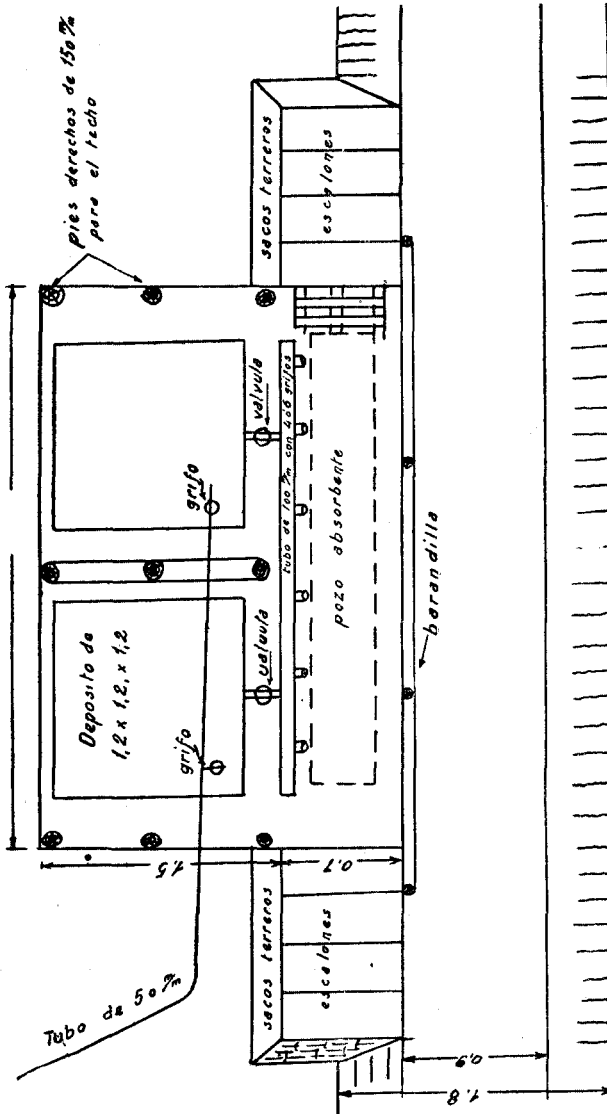 pies derechos de 150 m/m
para el techo
sacos terreros
escalones
valvula
grifo
tubo de 100 m/m con 4 ó 6 grifos
pozo absorbente
barandilla
Deposito de
1,2 x 1,2, x 1,2
valvula
grifo
1.5
0.7
sacos terreros
escalones
Tubo de 50 m/m
0,9
1.8